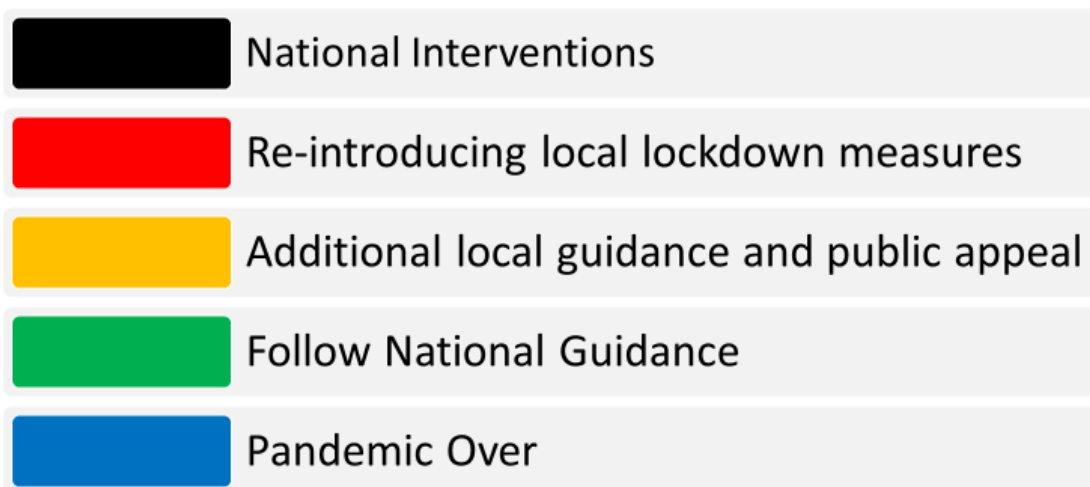 National Interventions
Re-introducing local lockdown measures
Additional local guidance and public appeal
Follow National Guidance
Pandemic Over